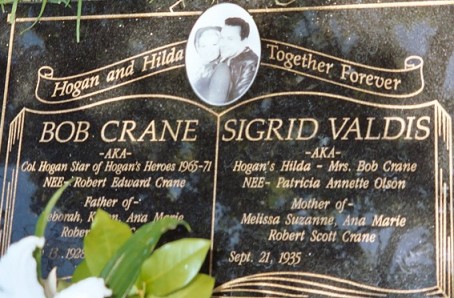 Hogan and Hilda
Together Forever
BOB CRANE
-AKA-
Col. Hogan Star of Hogan's Heroes 1965-71
NEE- Robert Edward Crane
Father of-
Ana Marie
SIGRID VALDIS
-AKA-
Hogan's Hilda - Mrs. Bob Crane
NEE- Patricia Annette Olson
Mother of-
Melissa Suzanne, Ana Marie
Robert Scott Crane
Sept. 21, 1935